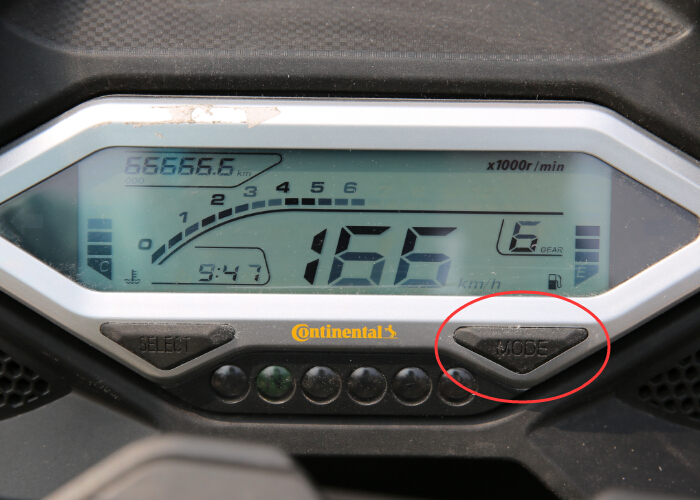 66666.6 km
ODO
x1000r/min
0 1 2 3 4 5 6
166 km/h
6 GEAR
9:47
C
E
SELECT
Continental
MODE